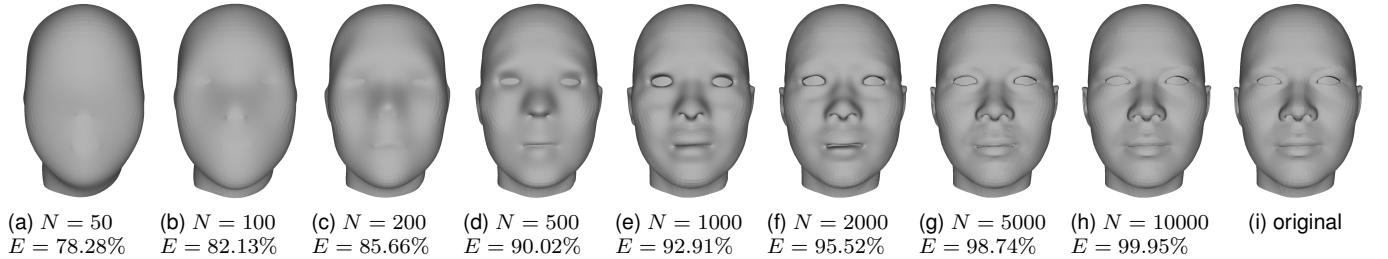 (a) N = 50 (b) N = 100 (c) N = 200 (d) N = 500 (e) N = 1000 (f) N = 2000 (g) N = 5000 (h) N = 10000 (i) original
E = 78.28% E = 82.13% E = 85.66% E = 90.02% E = 92.91% E = 95.52% E = 98.74% E = 99.95%